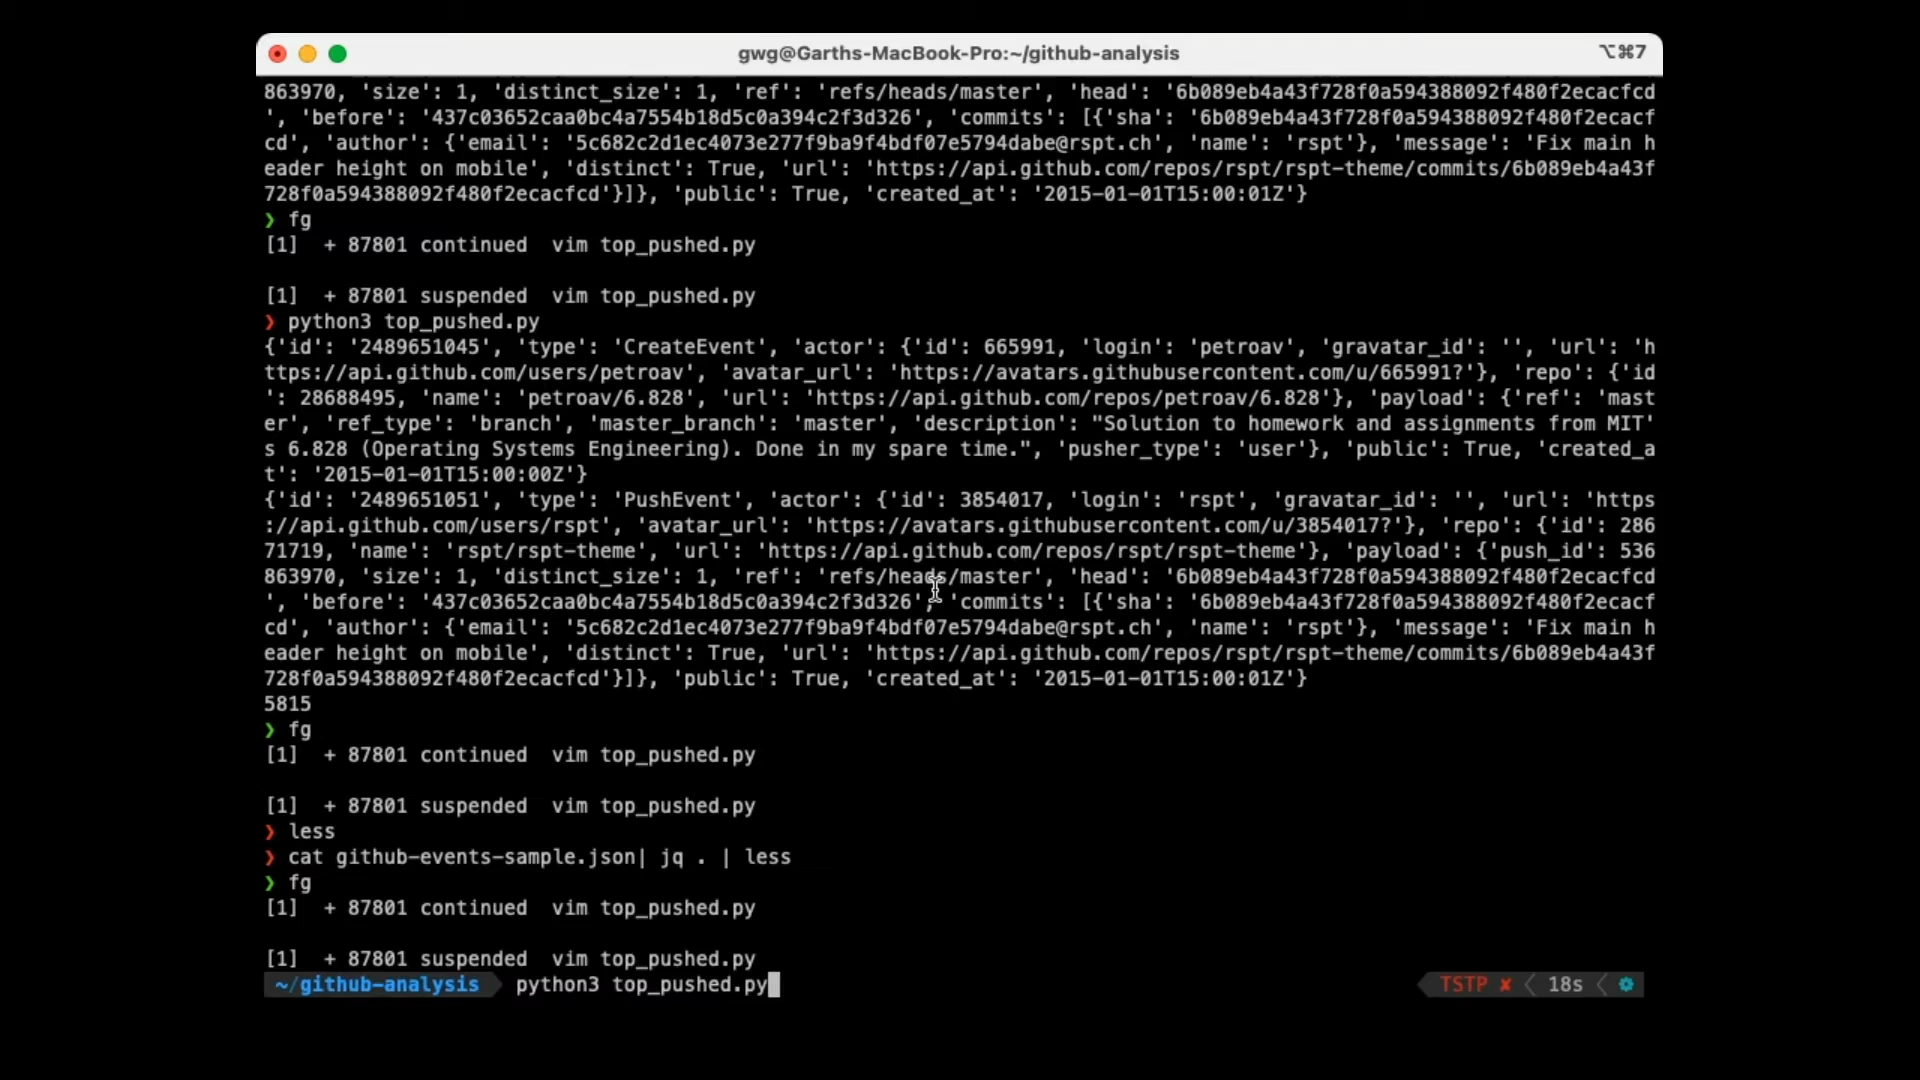 gwg@Garths-MacBook-Pro:~/github-analysis
⌥⌘7
863970, 'size': 1, 'distinct_size': 1, 'ref': 'refs/heads/master', 'head': '6b089eb4a43f728f0a594388092f480f2ecacfcd
', 'before': '437c03652caa0bc4a7554b18d5c0a394c2f3d326', 'commits': [{'sha': '6b089eb4a43f728f0a594388092f480f2ecacf
cd', 'author': {'email': '5c682c2d1ec4073e277f9ba9f4bdf07e5794dabe@rspt.ch', 'name': 'rspt'}, 'message': 'Fix main h
eader height on mobile', 'distinct': True, 'url': 'https://api.github.com/repos/rspt/rspt-theme/commits/6b089eb4a43f
728f0a594388092f480f2ecacfcd'}]}, 'public': True, 'created_at': '2015-01-01T15:00:01Z'}
❯ fg
[1]  + 87801 continued  vim top_pushed.py
[1]  + 87801 suspended  vim top_pushed.py
❯ python3 top_pushed.py
{'id': '2489651045', 'type': 'CreateEvent', 'actor': {'id': 665991, 'login': 'petroav', 'gravatar_id': '', 'url': 'h
ttps://api.github.com/users/petroav', 'avatar_url': 'https://avatars.githubusercontent.com/u/665991?'}, 'repo': {'id
': 28688495, 'name': 'petroav/6.828', 'url': 'https://api.github.com/repos/petroav/6.828'}, 'payload': {'ref': 'mast
er', 'ref_type': 'branch', 'master_branch': 'master', 'description': "Solution to homework and assignments from MIT'
s 6.828 (Operating Systems Engineering). Done in my spare time.", 'pusher_type': 'user'}, 'public': True, 'created_a
t': '2015-01-01T15:00:00Z'}
{'id': '2489651051', 'type': 'PushEvent', 'actor': {'id': 3854017, 'login': 'rspt', 'gravatar_id': '', 'url': 'https
://api.github.com/users/rspt', 'avatar_url': 'https://avatars.githubusercontent.com/u/3854017?'}, 'repo': {'id': 286
71719, 'name': 'rspt/rspt-theme', 'url': 'https://api.github.com/repos/rspt/rspt-theme'}, 'payload': {'push_id': 536
863970, 'size': 1, 'distinct_size': 1, 'ref': 'refs/heads/master', 'head': '6b089eb4a43f728f0a594388092f480f2ecacfcd
', 'before': '437c03652caa0bc4a7554b18d5c0a394c2f3d326', 'commits': [{'sha': '6b089eb4a43f728f0a594388092f480f2ecacf
cd', 'author': {'email': '5c682c2d1ec4073e277f9ba9f4bdf07e5794dabe@rspt.ch', 'name': 'rspt'}, 'message': 'Fix main h
eader height on mobile', 'distinct': True, 'url': 'https://api.github.com/repos/rspt/rspt-theme/commits/6b089eb4a43f
728f0a594388092f480f2ecacfcd'}]}, 'public': True, 'created_at': '2015-01-01T15:00:01Z'}
5815
❯ fg
[1]  + 87801 continued  vim top_pushed.py
[1]  + 87801 suspended  vim top_pushed.py
❯ less
❯ cat github-events-sample.json| jq . | less
❯ fg
[1]  + 87801 continued  vim top_pushed.py
[1]  + 87801 suspended  vim top_pushed.py
~/github-analysis python3 top_pushed.py TSTP ✘ 18s